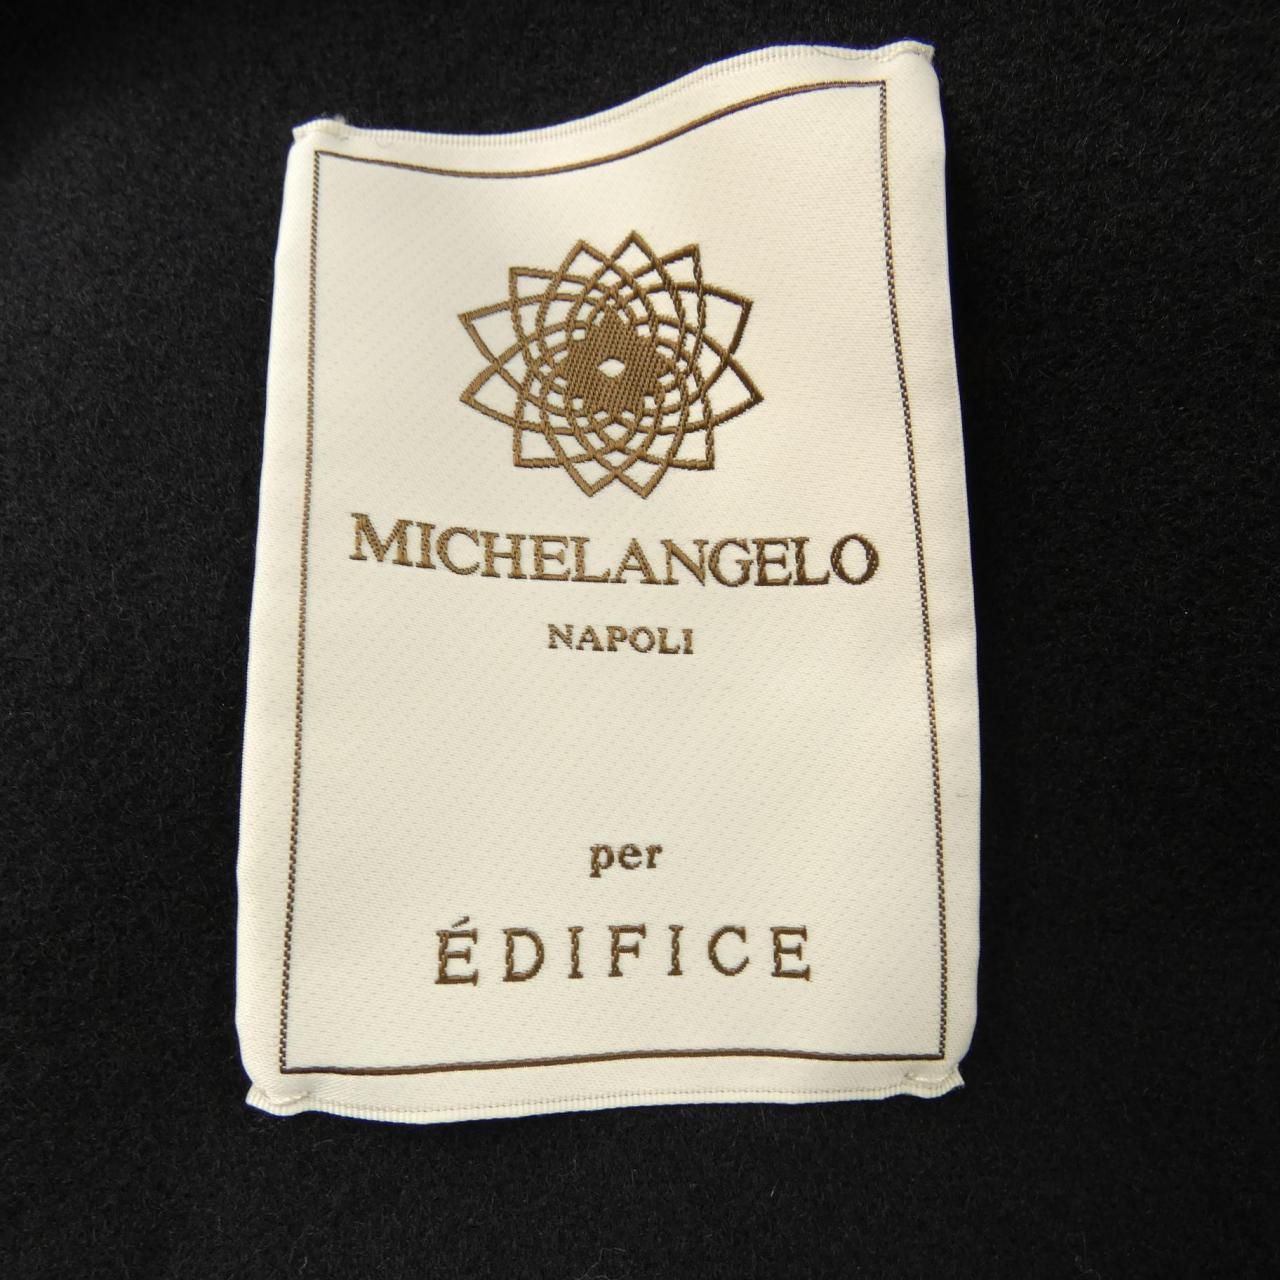 MICHELANGELO
NAPOLI
per
ÉDIFICE